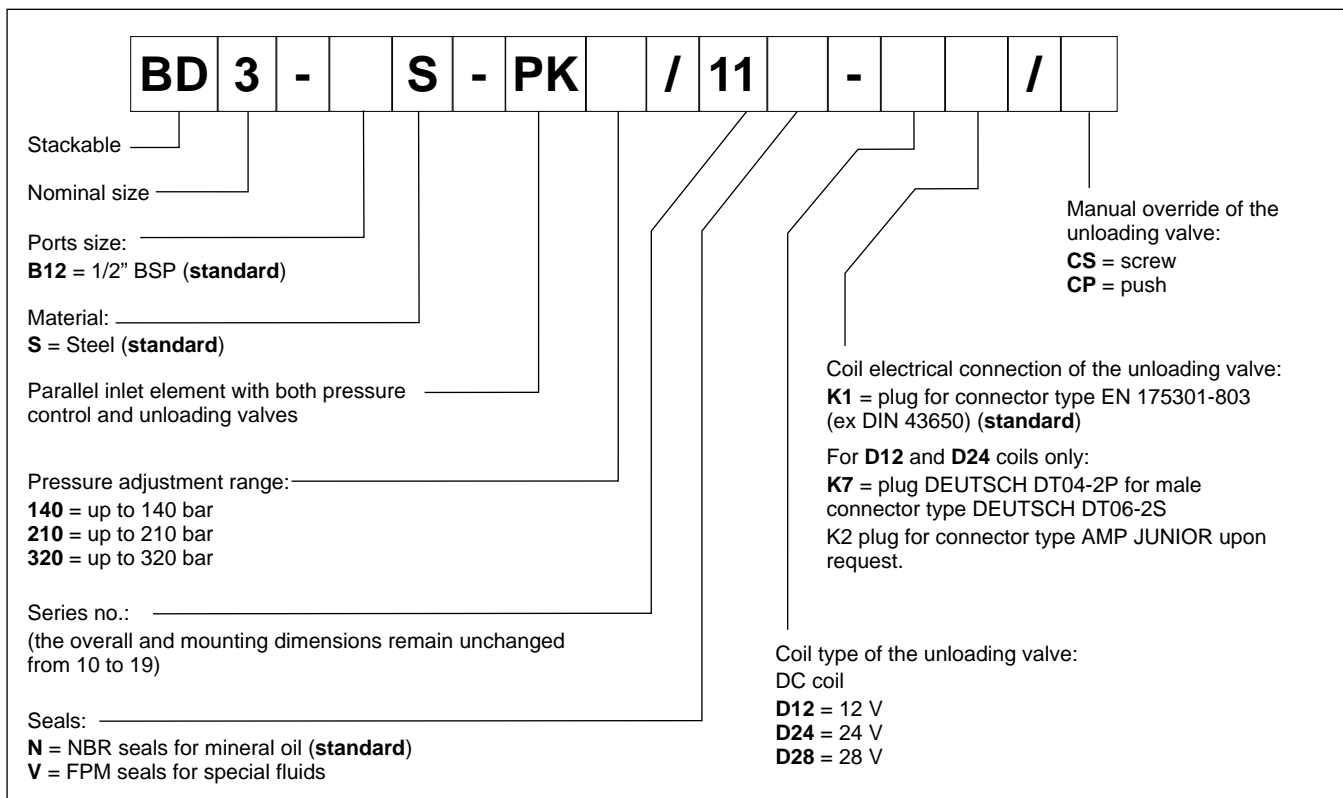 BD 3 - S - PK / 11 - /
Stackable
Nominal size
Ports size:
B12 = 1/2” BSP (standard)
Material:
S = Steel (standard)
Parallel inlet element with both pressure
control and unloading valves
Pressure adjustment range:
140 = up to 140 bar
210 = up to 210 bar
320 = up to 320 bar
Series no.:
(the overall and mounting dimensions remain unchanged
from 10 to 19)
Seals:
N = NBR seals for mineral oil (standard)
V = FPM seals for special fluids
Manual override of the
unloading valve:
CS = screw
CP = push
Coil electrical connection of the unloading valve:
K1 = plug for connector type EN 175301-803
(ex DIN 43650) (standard)
For D12 and D24 coils only:
K7 = plug DEUTSCH DT04-2P for male
connector type DEUTSCH DT06-2S
K2 plug for connector type AMP JUNIOR upon
request.
Coil type of the unloading valve:
DC coil
D12 = 12 V
D24 = 24 V
D28 = 28 V